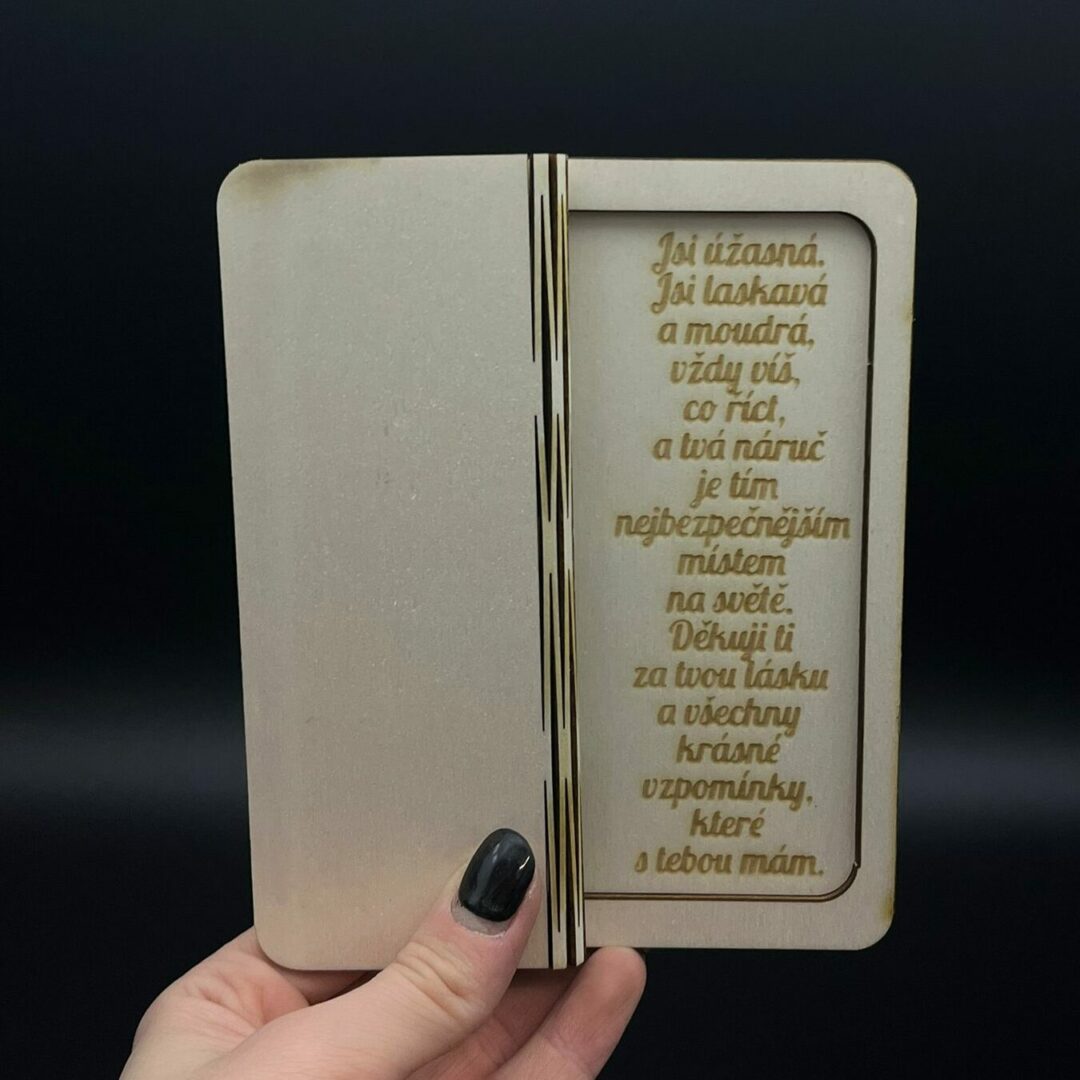 Jsi úžasná.
Jsi laskavá
a moudrá,
vždy víš,
co říct,
a tvá náruč
je tím
nejbezpečnějším
místem
na světě.
Děkuji ti
za tvou lásku
a všechny
krásné
vzpomínky,
které
s tebou mám.